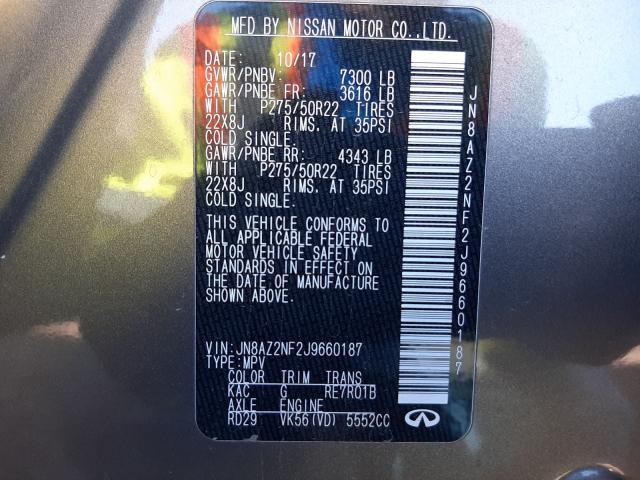 MFD BY NISSAN MOTOR CO.,LTD.
DATE: 10/17
GVWR/PNBV: 7300 LB
GAWR/PNBE FR: 3616 LB
WITH P275/50R22 TIRES
22X8J RIMS. AT 35PSI
COLD SINGLE.
GAWR/PNBE RR: 4343 LB
WITH P275/50R22 TIRES
22X8J RIMS. AT 35PSI
COLD SINGLE.
THIS VEHICLE CONFORMS TO
ALL APPLICABLE FEDERAL
MOTOR VEHICLE SAFETY
STANDARDS IN EFFECT ON
THE DATE OF MANUFACTURE
SHOWN ABOVE.
VIN:JN8AZ2NF2J9660187
TYPE:MPV
COLOR TRIM TRANS
KAC G RE7R01B
AXLE ENGINE
RD29 VK56(VD) 5552CC
JN8AZ2NF2J9660187